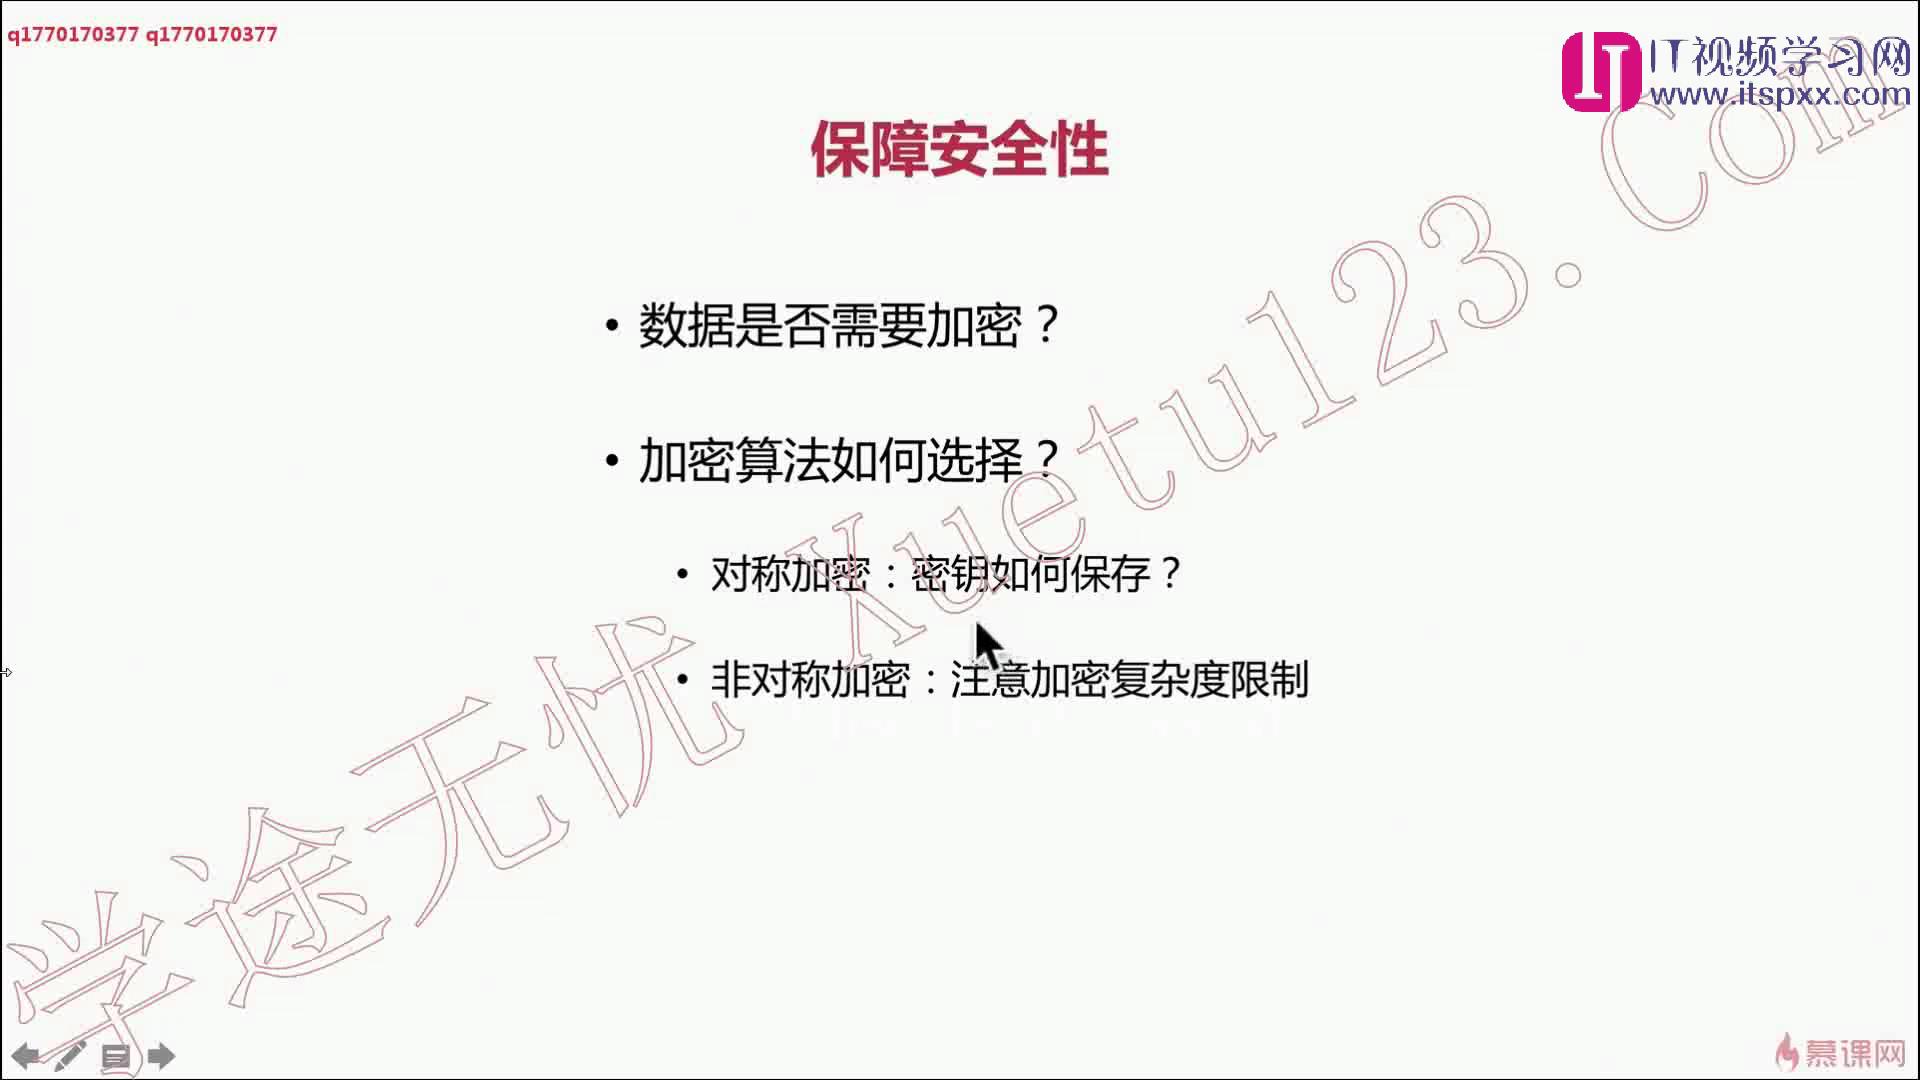 q1770170377 q1770170377
IT视频学习网
www.itspxx.com
保障安全性
• 数据是否需要加密？
• 加密算法如何选择？
• 对称加密：密钥如何保存？
• 非对称加密：注意加密复杂度限制
学途无忧 Xuetu123.Com
慕课网